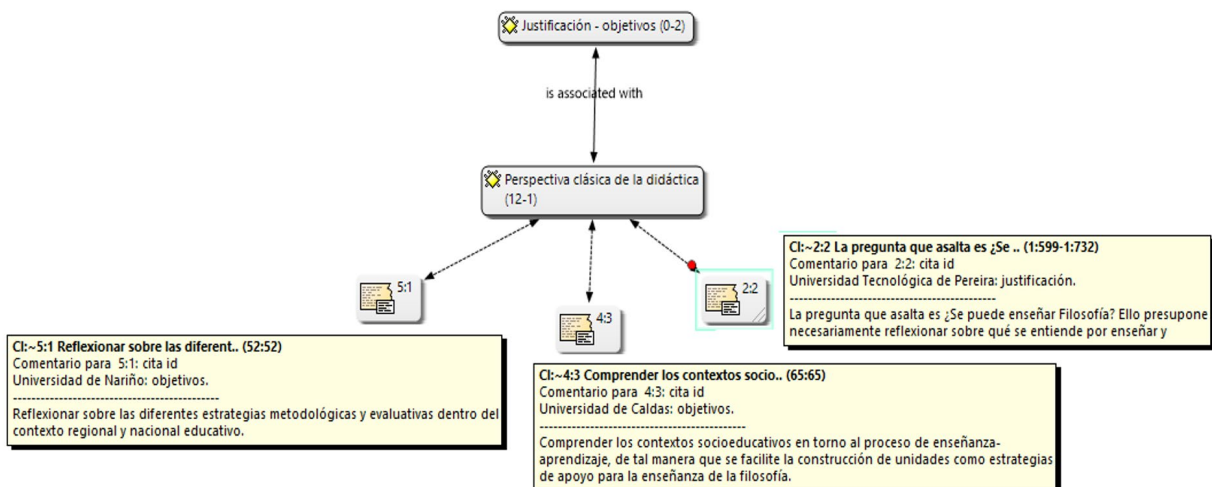 Justificación - objetivos (0-2)
is associated with
Perspectiva clásica de la didáctica
(12-1)
5:1
4:3
2:2
CI:~2:2 La pregunta que asalta es ¿Se .. (1:599-1:732)
Comentario para 2:2: cita id
Universidad Tecnológica de Pereira: justificación.
----------------------------------------------
La pregunta que asalta es ¿Se puede enseñar Filosofía? Ello presupone
necesariamente reflexionar sobre qué se entiende por enseñar y
CI:~5:1 Reflexionar sobre las diferent.. (52:52)
Comentario para 5:1: cita id
Universidad de Nariño: objetivos.
----------------------------------------------
Reflexionar sobre las diferentes estrategias metodológicas y evaluativas dentro del
contexto regional y nacional educativo.
CI:~4:3 Comprender los contextos socio.. (65:65)
Comentario para 4:3: cita id
Universidad de Caldas: objetivos.
----------------------------------------------
Comprender los contextos socioeducativos en torno al proceso de enseñanza-
aprendizaje, de tal manera que se facilite la construcción de unidades como estrategias
de apoyo para la enseñanza de la filosofía.